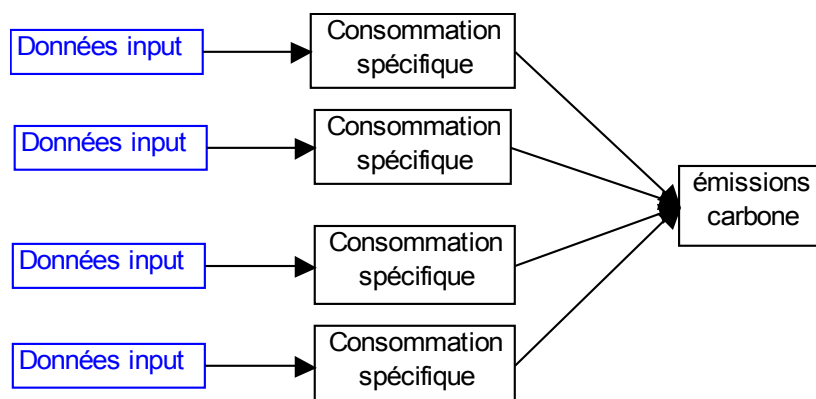 Données input
Consommation
spécifique
Données input
Consommation
spécifique
émissions
carbone
Données input
Consommation
spécifique
Données input
Consommation
spécifique